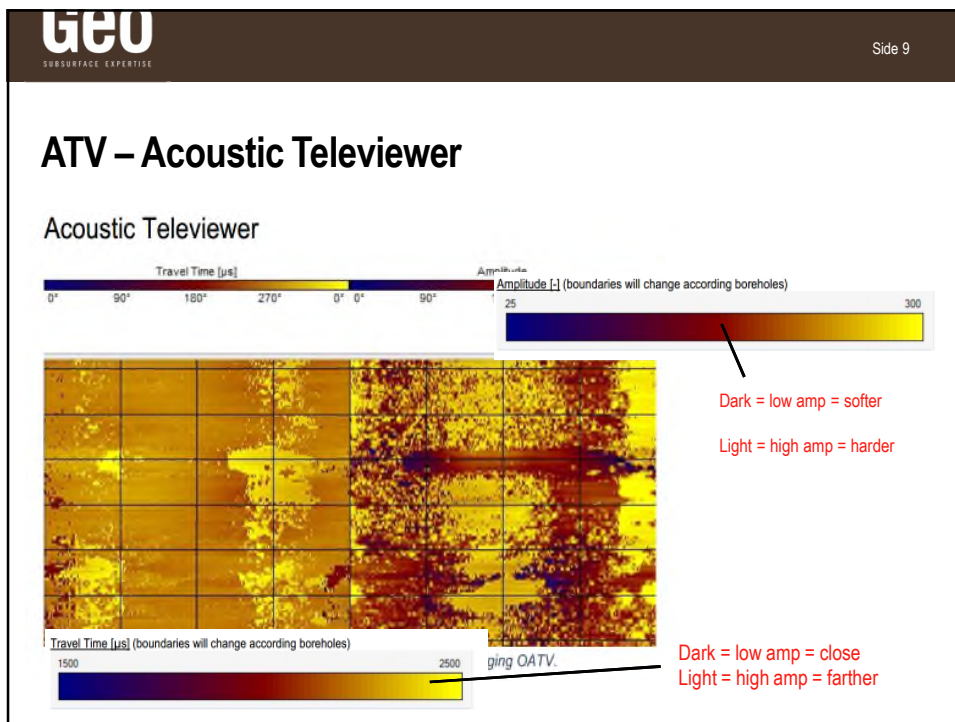 Geo
SUBSURFACE EXPERTISE
Side 9
ATV – Acoustic Televiewer
Acoustic Televiewer
Travel Time [µs]
0° 90° 180° 270° 0° 0° 90°
Amplitude [-] (boundaries will change according boreholes)
25 300
Dark = low amp = softer
Light = high amp = harder
Travel Time [µs] (boundaries will change according boreholes)
1500 2500
ging OATV.
Dark = low amp = close
Light = high amp = farther